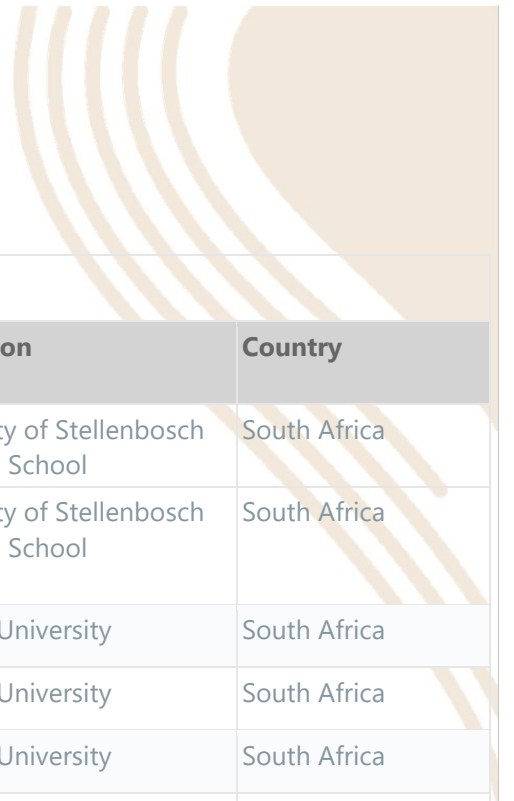 on Country
ty of Stellenbosch South Africa
School
ty of Stellenbosch South Africa
School
University South Africa
University South Africa
University South Africa